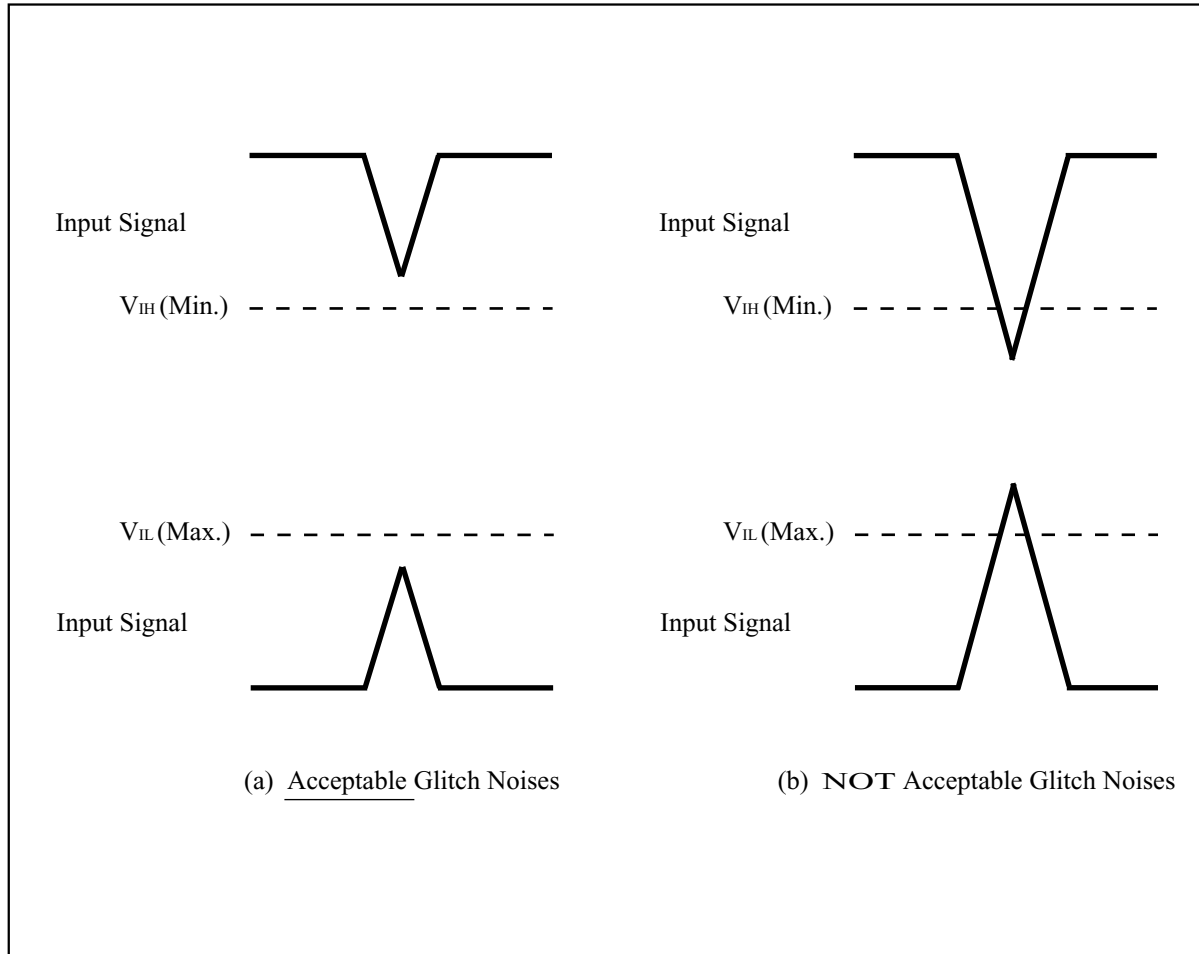 Input Signal
VIH (Min.)
VIL (Max.)
Input Signal
(a) Acceptable Glitch Noises
Input Signal
VIH (Min.)
VIL (Max.)
Input Signal
(b) NOT Acceptable Glitch Noises